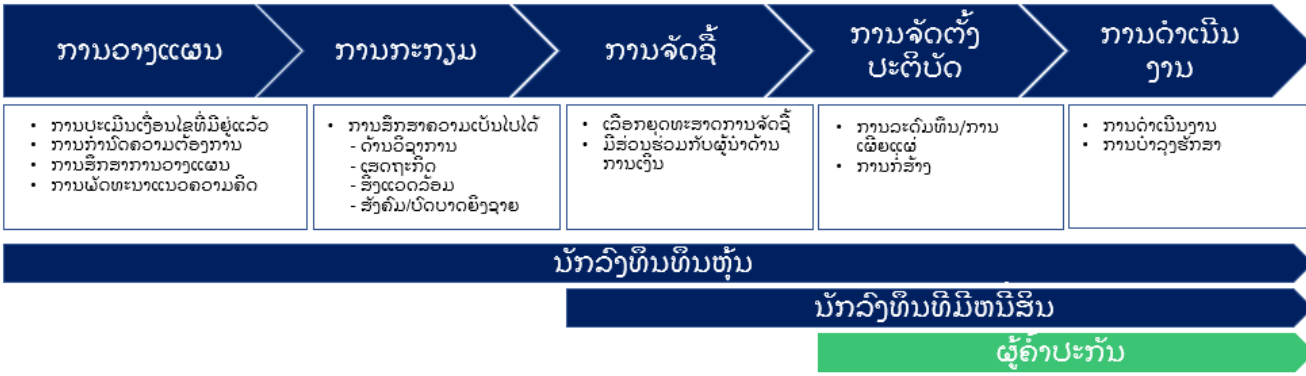 ການວາງແຜນ
ການກະກຽມ
ການຈັດຊື້
ການຈັດຕັ້ງ
ປະຕິບັດ
ການດຳເນີນ
ງານ
• ການປະເມີນເງື່ອນໄຂທີ່ມີຢູ່ແລ້ວ
• ການກຳນົດຄວາມຕ້ອງການ
• ການສຶກສາການວາງແຜນ
• ການພັດທະນາແນວຄວາມຄິດ
• ການສຶກສາຄວາມເປັນໄປໄດ້
- ດ້ານວິຊາການ
- ເສດຖະກິດ
- ສິ່ງແວດລ້ອມ
- ສັງຄົມ/ບົດບາດຍິງຊາຍ
• ເລືອກຍຸດທະສາດການຈັດຊື້
• ມີສ່ວນຮ່ວມກັບຜູ້ນຳດ້ານ
ການເງິນ
• ການລະດົມທຶນ/ການ
ເຜີຍແຜ່
• ການກໍ່ສ້າງ
• ການດຳເນີນງານ
• ການບຳລຸງຮັກສາ
ນັກລົງທຶນທຶນຫຸ້ນ
ນັກລົງທຶນທີ່ມີຫນີ້ສິນ
ຜູ້ຄ້ຳປະກັນ